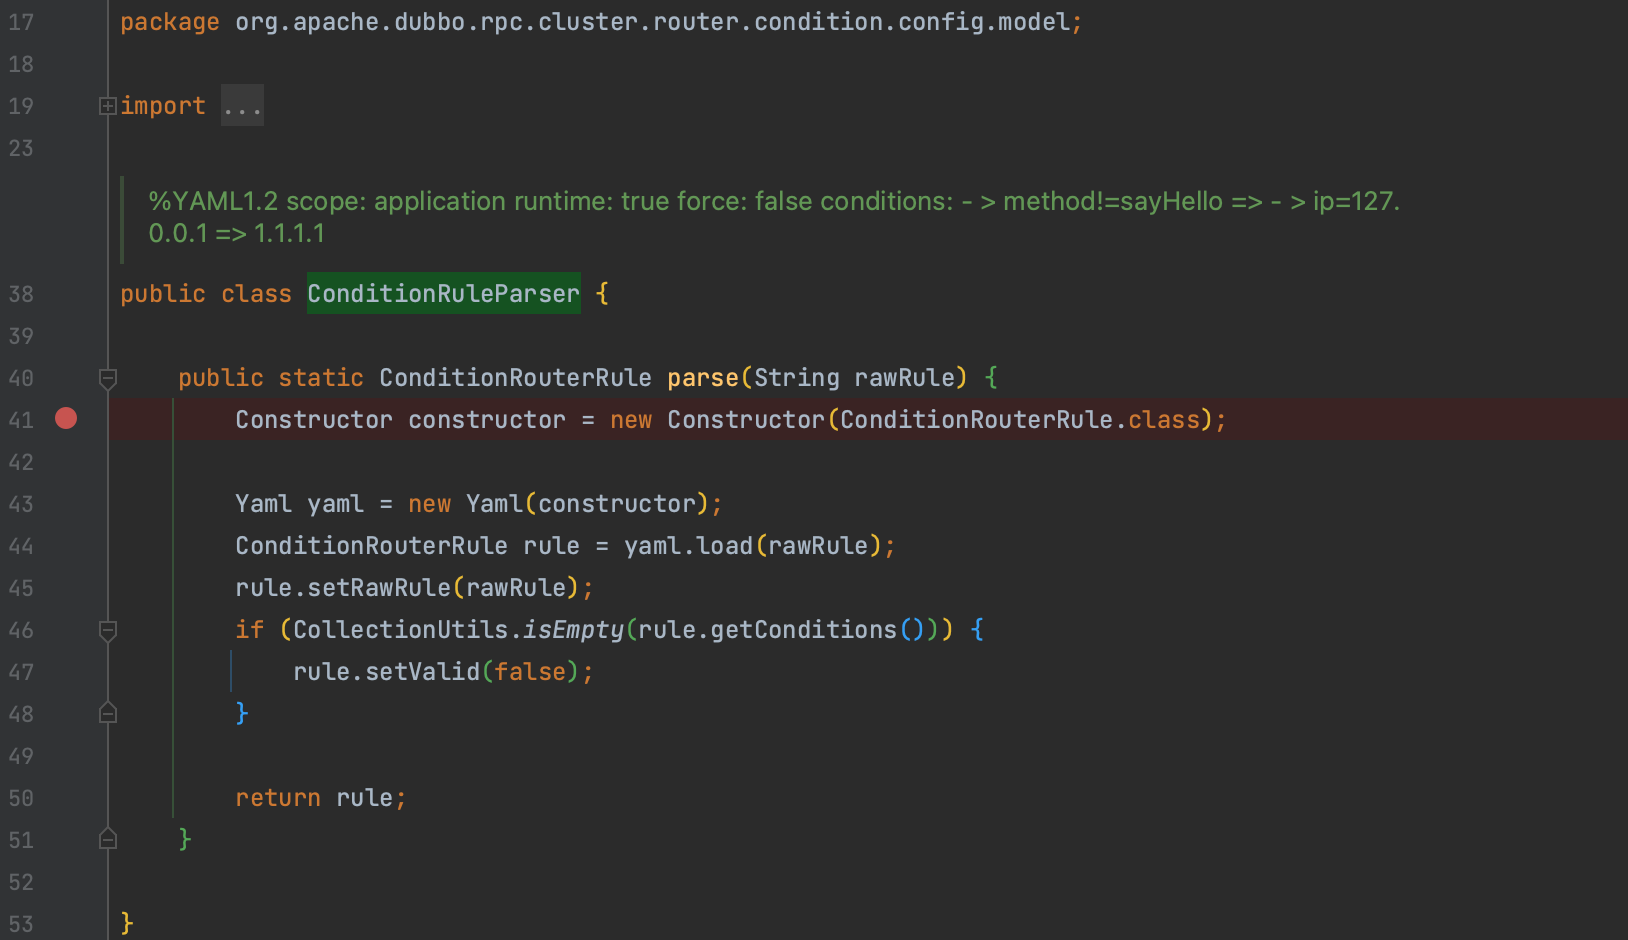 17 package org.apache.dubbo.rpc.cluster.router.condition.config.model;
18
19 import ...
23
%YAML1.2 scope: application runtime: true force: false conditions: - > method!=sayHello => - > ip=127.
0.0.1 => 1.1.1.1
38 public class ConditionRuleParser {
39
40 public static ConditionRouterRule parse(String rawRule) {
41 Constructor constructor = new Constructor(ConditionRouterRule.class);
42
43 Yaml yaml = new Yaml(constructor);
44 ConditionRouterRule rule = yaml.load(rawRule);
45 rule.setRawRule(rawRule);
46 if (CollectionUtils.isEmpty(rule.getConditions())) {
47 rule.setValid(false);
48 }
49
50 return rule;
51 }
52
53 }